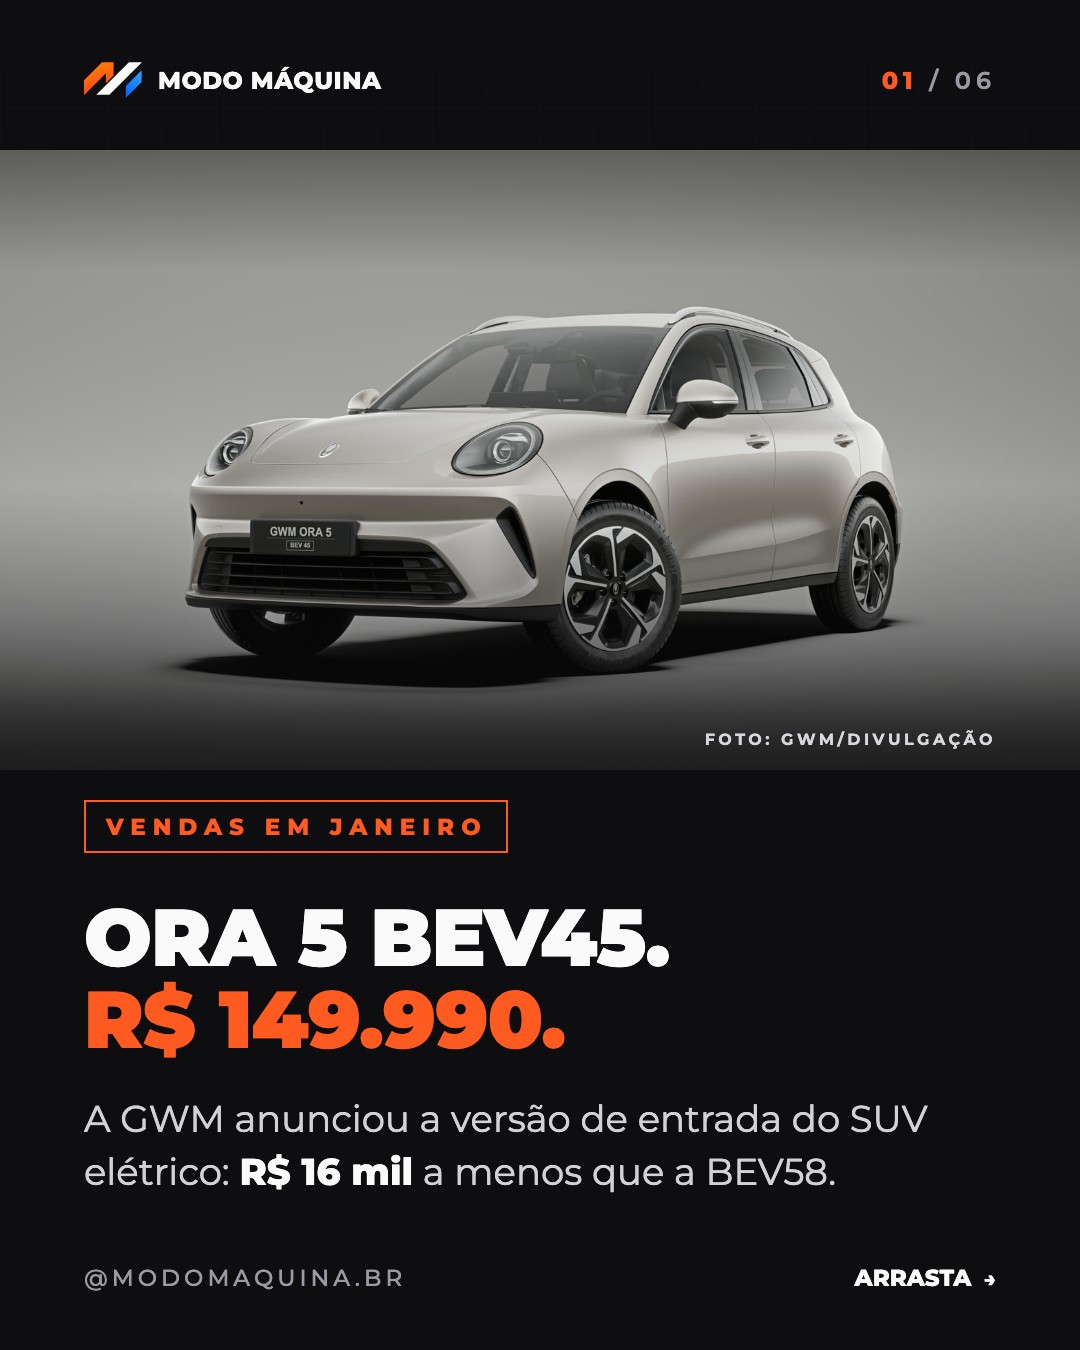 MODO MÁQUINA
01 / 06
GWM ORA 5
BEV 45
FOTO: GWM/DIVULGAÇÃO
VENDAS EM JANEIRO
ORA 5 BEV45.
R$ 149.990.
A GWM anunciou a versão de entrada do SUV
elétrico: R$ 16 mil a menos que a BEV58.
@MODOMAQUINA.BR
ARRASTA →